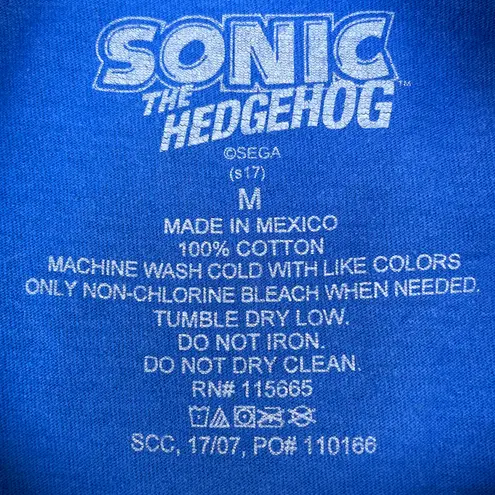 SONIC
THE
HEDGEHOG™
©SEGA
(s17)
M
MADE IN MEXICO
100% COTTON
MACHINE WASH COLD WITH LIKE COLORS
ONLY NON-CHLORINE BLEACH WHEN NEEDED.
TUMBLE DRY LOW.
DO NOT IRON.
DO NOT DRY CLEAN.
RN# 115665
SCC, 17/07, PO# 110166